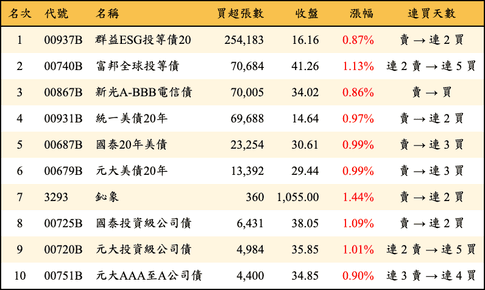 名次 代號 名稱 買超張數 收盤 漲幅 連買天數
1 00937B 群益ESG投等債20 254,183 16.16 0.87% 賣→連2買
2 00740B 富邦全球投等債 70,684 41.26 1.13% 連2賣→連5買
3 00867B 新光A-BBB電信債 70,005 34.02 0.86% 賣→買
4 00931B 統一美債20年 69,688 14.64 0.97% 賣→連2買
5 00687B 國泰20年美債 23,254 30.61 0.99% 賣→連3買
6 00679B 元大美債20年 13,392 29.44 0.99% 賣→連3買
7 3293 鈊象 360 1,055.00 1.44% 賣→連2買
8 00725B 國泰投資級公司債 6,431 38.05 1.09% 賣→連2買
9 00720B 元大投資級公司債 4,984 35.85 1.01% 連2賣→連5買
10 00751B 元大AAA至A公司債 4,400 34.85 0.90% 連3賣→連4買